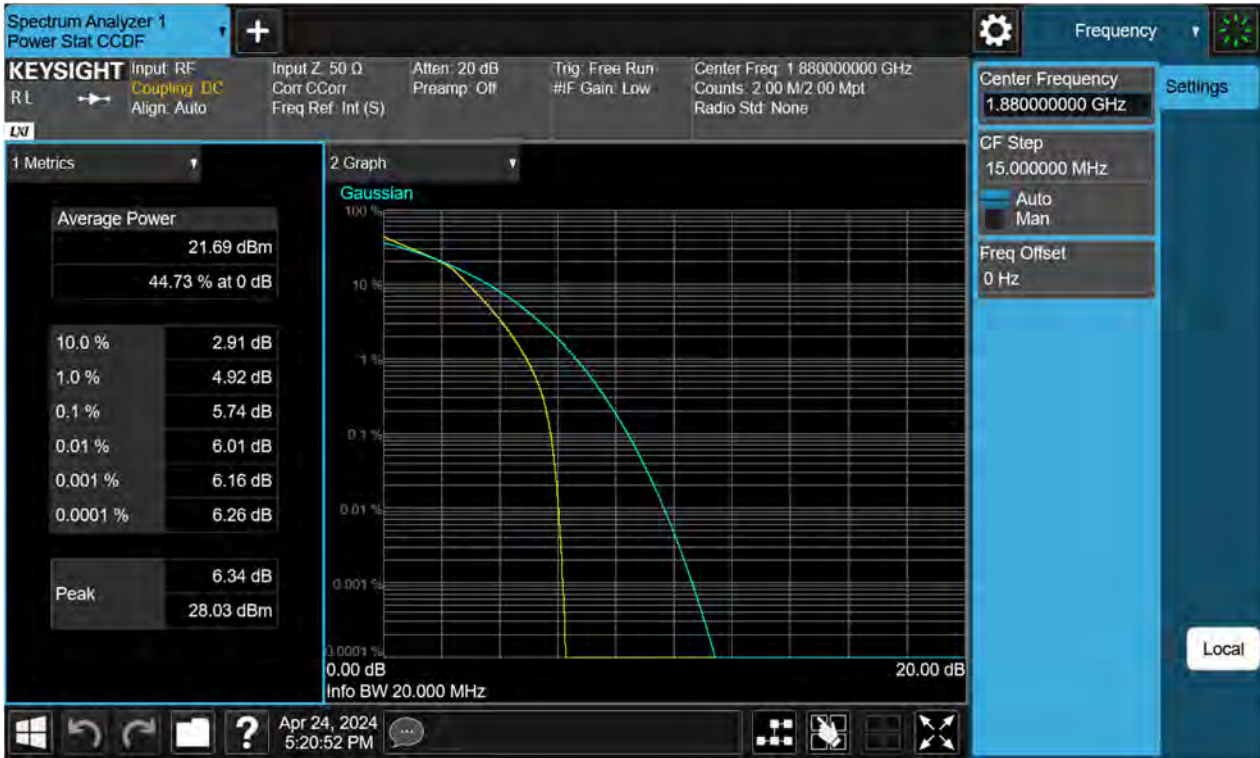 Spectrum Analyzer 1
Power Stat CCDF
+
Frequency
KEYSIGHT
R L
LXI
Input: RF
Coupling: DC
Align: Auto
Input Z: 50 Ω
Corr CCorr
Freq Ref: Int (S)
Atten: 20 dB
Preamp: Off
Trig: Free Run
#IF Gain: Low
Center Freq: 1.880000000 GHz
Counts: 2.00 M/2.00 Mpt
Radio Std: None
Center Frequency
1.880000000 GHz
Settings
CF Step
15.000000 MHz
Auto
Man
Freq Offset
0 Hz
1 Metrics
Average Power
21.69 dBm
44.73 % at 0 dB
10.0 % 2.91 dB
1.0 % 4.92 dB
0.1 % 5.74 dB
0.01 % 6.01 dB
0.001 % 6.16 dB
0.0001 % 6.26 dB
Peak
6.34 dB
28.03 dBm
2 Graph
Gaussian
100 %
10 %
1 %
0.1 %
0.01 %
0.001 %
0.0001 %
0.00 dB 20.00 dB
Info BW 20.000 MHz
Local
?
Apr 24, 2024
5:20:52 PM